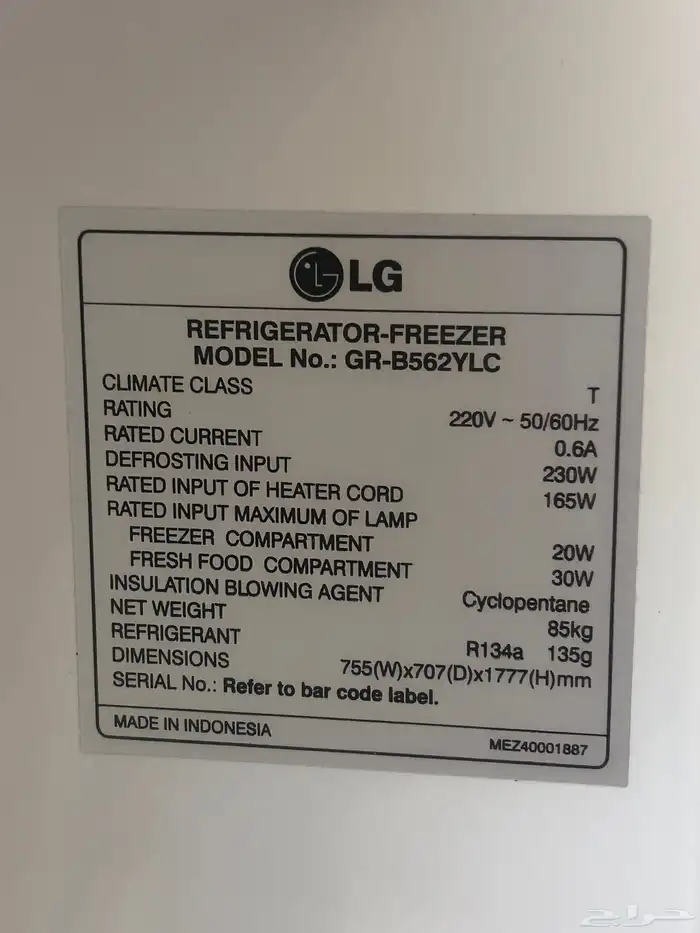 LG
REFRIGERATOR-FREEZER
MODEL No.: GR-B562YLC
CLIMATE CLASS T
RATING 220V ~ 50/60Hz
RATED CURRENT 0.6A
DEFROSTING INPUT 230W
RATED INPUT OF HEATER CORD 165W
RATED INPUT MAXIMUM OF LAMP
FREEZER COMPARTMENT 20W
FRESH FOOD COMPARTMENT 30W
INSULATION BLOWING AGENT Cyclopentane
NET WEIGHT 85kg
REFRIGERANT R134a 135g
DIMENSIONS 755(W)x707(D)x1777(H)mm
SERIAL No.: Refer to bar code label.
MADE IN INDONESIA MEZ40001887
حراج